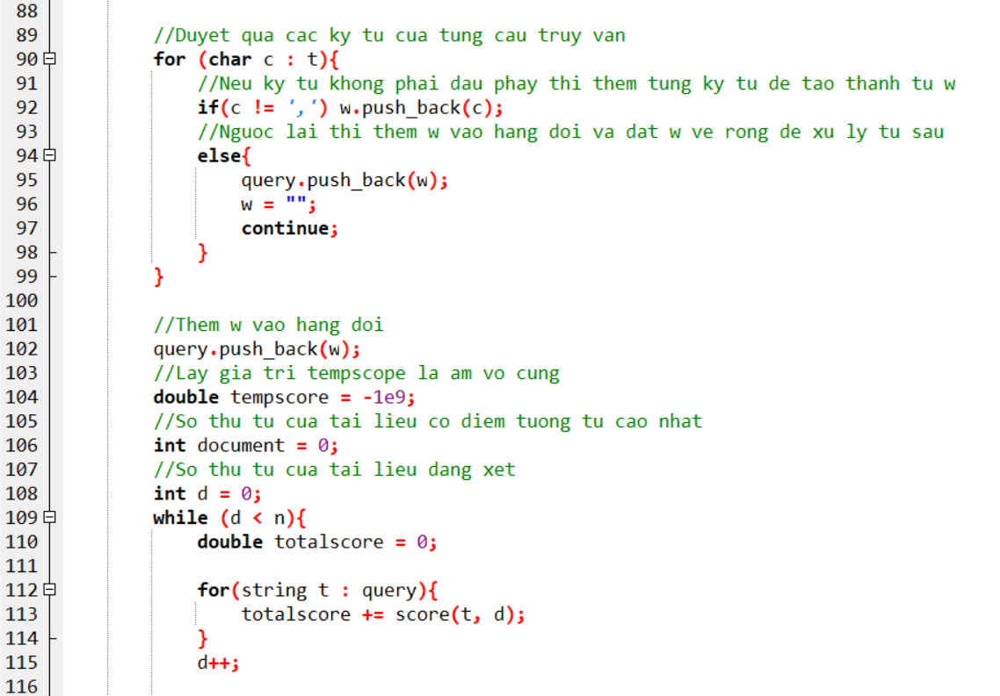 88
89 //Duyet qua cac ky tu cua tung cau truy van
90 for (char c : t){
91 //Neu ky tu khong phai dau phay thi them tung ky tu de tao thanh tu w
92 if(c != ',') w.push_back(c);
93 //Nguoc lai thi them w vao hang doi va dat w ve rong de xu ly tu sau
94 else{
95 query.push_back(w);
96 w = "";
97 continue;
98 }
99 }
100
101 //Them w vao hang doi
102 query.push_back(w);
103 //Lay gia tri tempscope la am vo cung
104 double tempscore = -1e9;
105 //So thu tu cua tai lieu co diem tuong tu cao nhat
106 int document = 0;
107 //So thu tu cua tai lieu dang xet
108 int d = 0;
109 while (d < n){
110 double totalscore = 0;
111
112 for(string t : query){
113 totalscore += score(t, d);
114 }
115 d++;
116